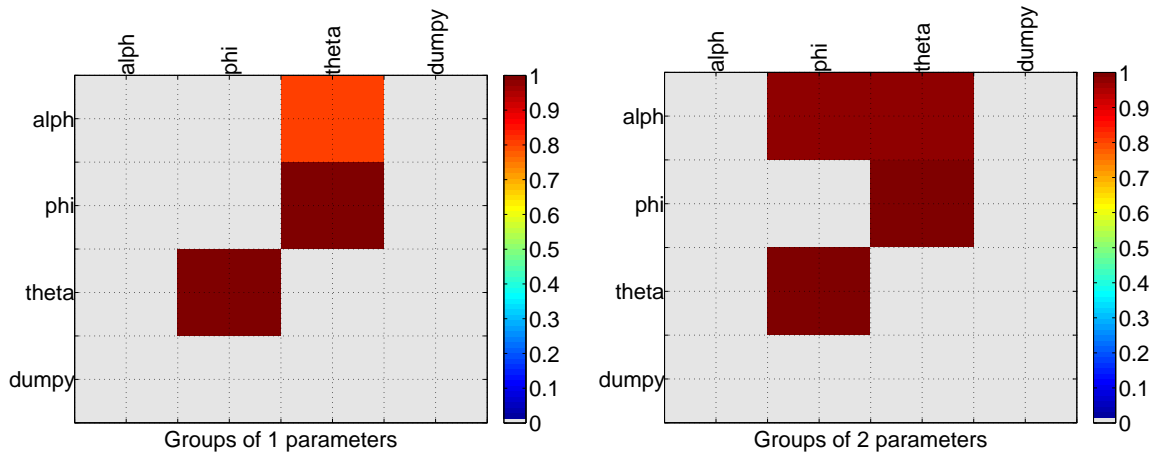 alph
phi
theta
dumpy
alph
phi
theta
dumpy
1
0.9
0.8
0.7
0.6
0.5
0.4
0.3
0.2
0.1
0
Groups of 1 parameters
alph
phi
theta
dumpy
alph
phi
theta
dumpy
1
0.9
0.8
0.7
0.6
0.5
0.4
0.3
0.2
0.1
0
Groups of 2 parameters